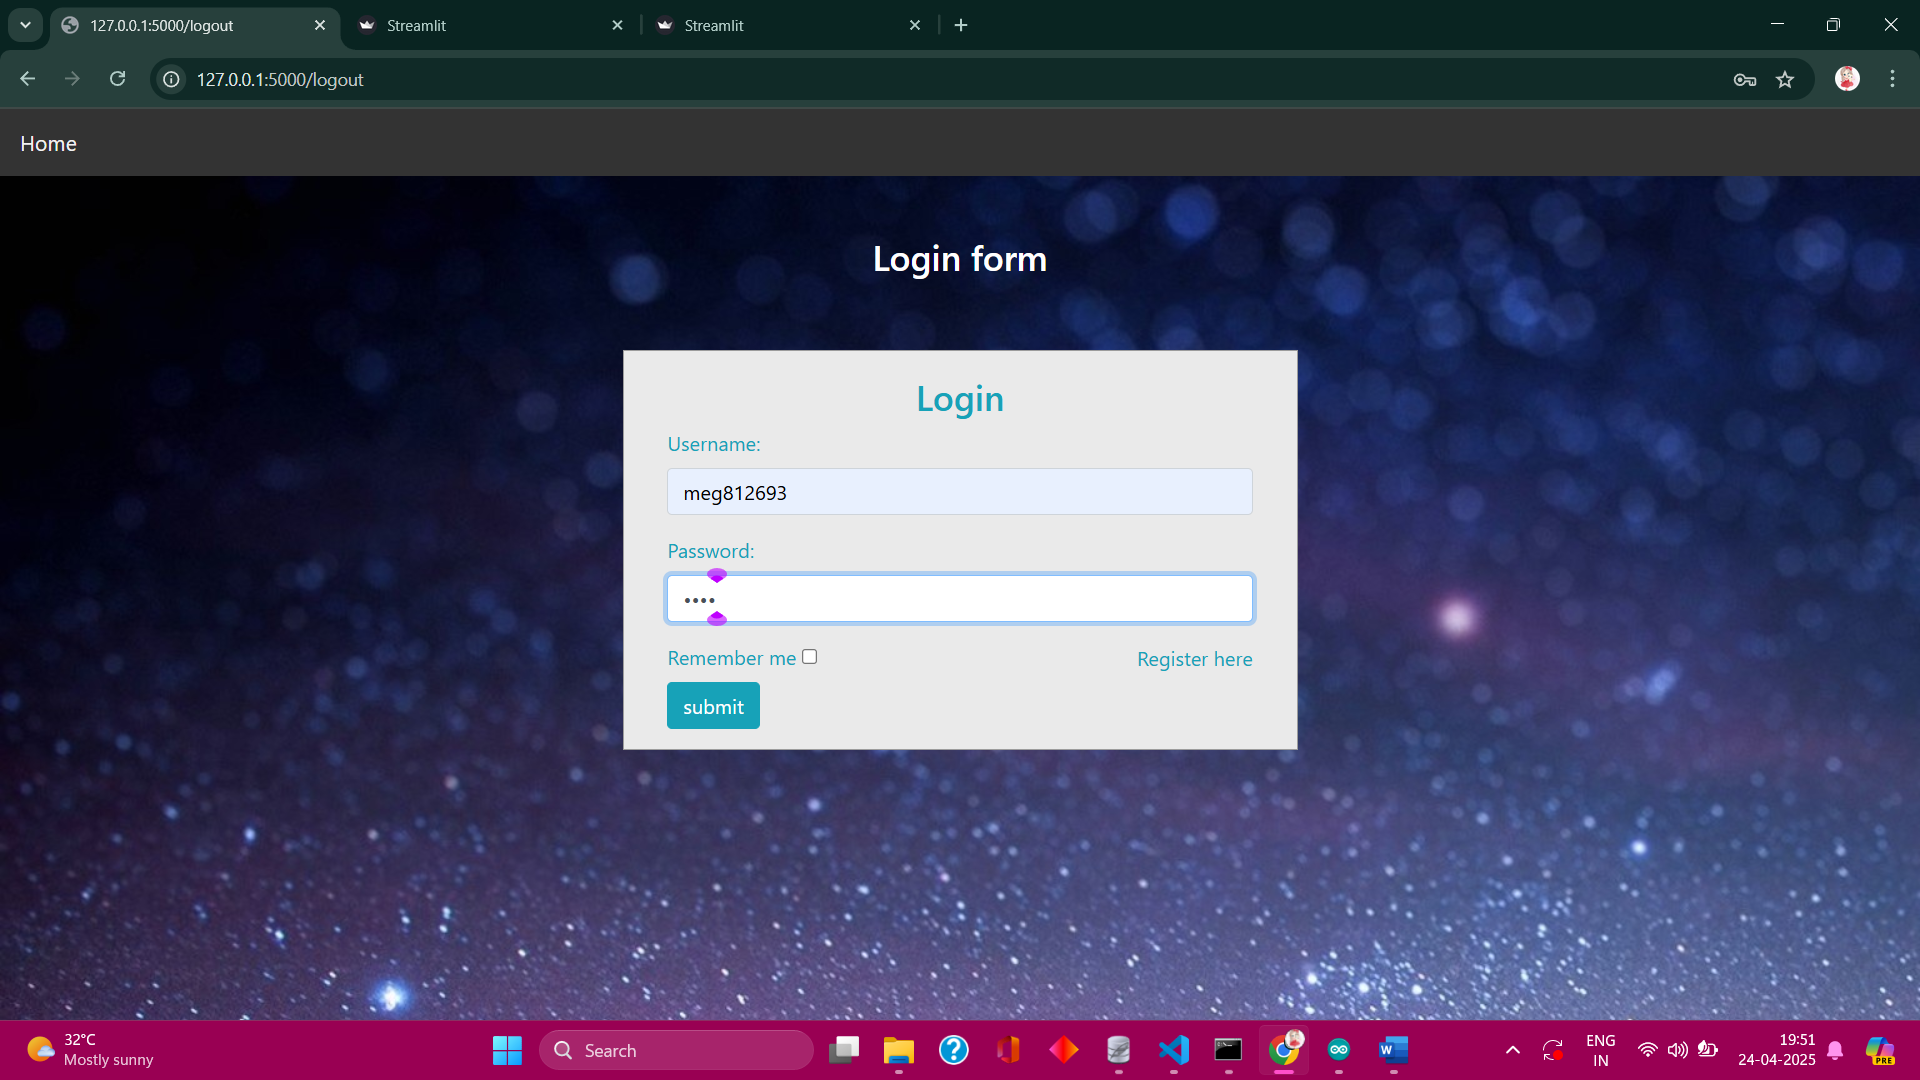 127.0.0.1:5000/logout
Streamlit
Streamlit
127.0.0.1:5000/logout
Home
Login form
Login
Username:
meg812693
Password:
••••
Remember me
Register here
submit
32°C
Mostly sunny
Search
ENG
IN
19:51
24-04-2025
PRE